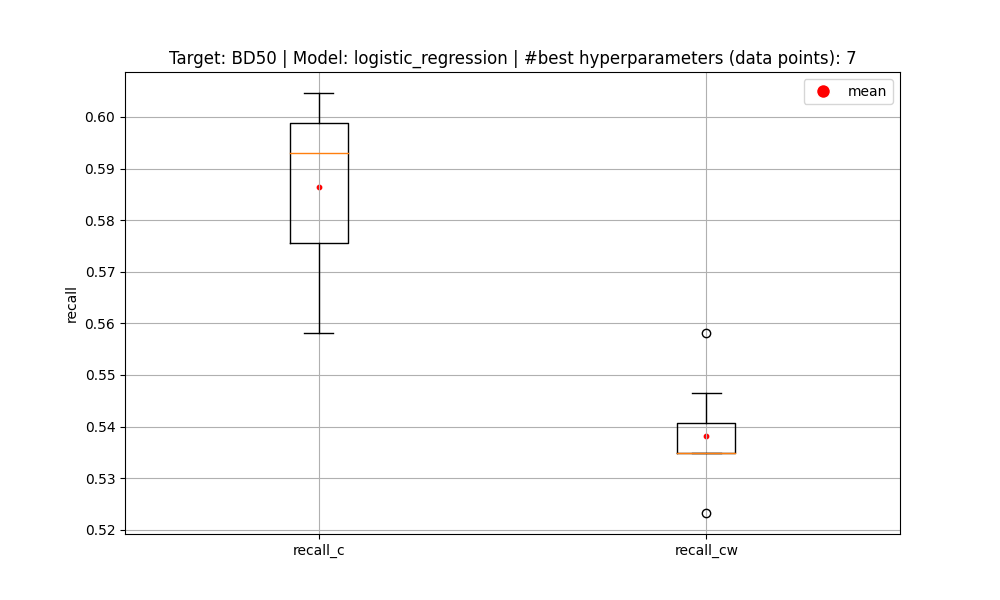 Target: BD50 | Model: logistic_regression | #best hyperparameters (data points): 7
mean
0.60
0.59
0.58
0.57
0.56
0.55
0.54
0.53
0.52
recall
recall_c
recall_cw